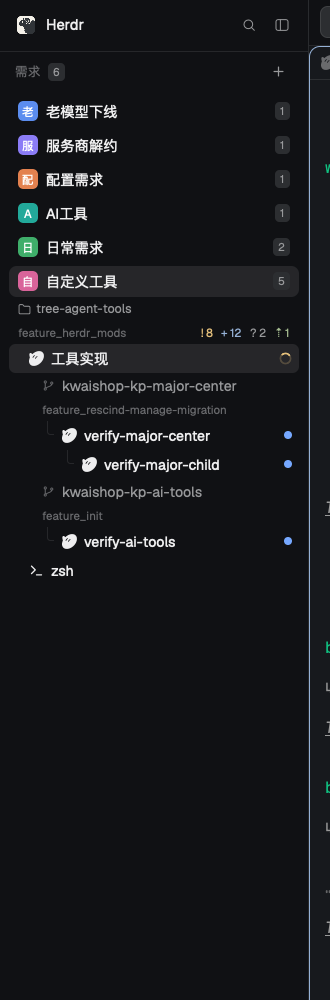 Herdr
需求 6
老 老模型下线 1
服 服务商解约 1
配 配置需求 1
A AI工具 1
日 日常需求 2
自 自定义工具 5
tree-agent-tools
feature_herdr_mods !8 +12 ?2 ⇡1
工具实现
kwaishop-kp-major-center
feature_rescind-manage-migration
verify-major-center
verify-major-child
kwaishop-kp-ai-tools
feature_init
verify-ai-tools
zsh